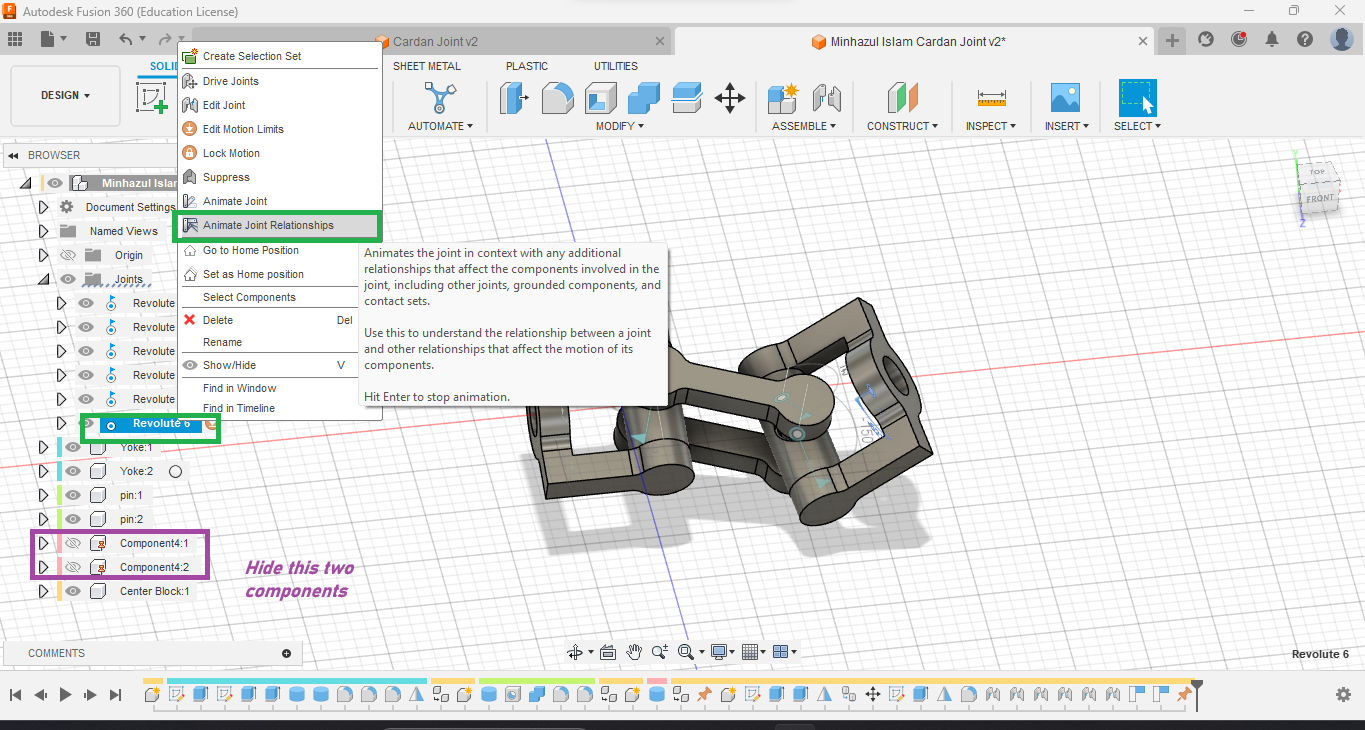 Autodesk Fusion 360 (Education License)
Cardan Joint v2
Minhazul Islam Cardan Joint v2*
DESIGN
SOLI
SHEET METAL
PLASTIC
UTILITIES
AUTOMATE
MODIFY
ASSEMBLE
CONSTRUCT
INSPECT
INSERT
SELECT
Create Selection Set
Drive Joints
Edit Joint
Edit Motion Limits
Lock Motion
Suppress
Animate Joint
Animate Joint Relationships
Go to Home Position
Set as Home position
Select Components
Delete Del
Rename
Show/Hide V
Find in Window
Find in Timeline
Animates the joint in context with any additional
relationships that affect the components involved in the
joint, including other joints, grounded components, and
contact sets.
Use this to understand the relationship between a joint
and other relationships that affect the motion of its
components.
Hit Enter to stop animation.
BROWSER
Minhazul Islam
Document Settings
Named Views
Origin
Joints
Revolute
Revolute
Revolute
Revolute
Revolute
Revolute 6
Yoke:1
Yoke:2
pin:1
pin:2
Component4:1
Component4:2
Center Block:1
Hide this two
components
TOP
FRONT
Y
Z
COMMENTS
Revolute 6